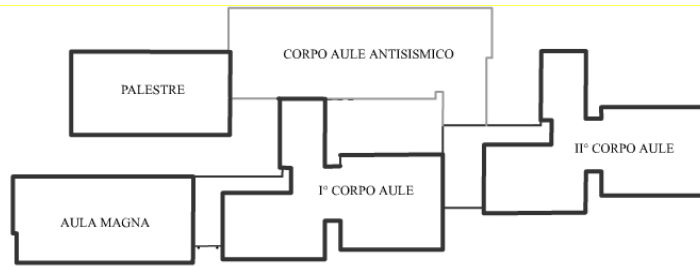 CORPO AULE ANTISISMICO
PALESTRE
II° CORPO AULE
I° CORPO AULE
AULA MAGNA